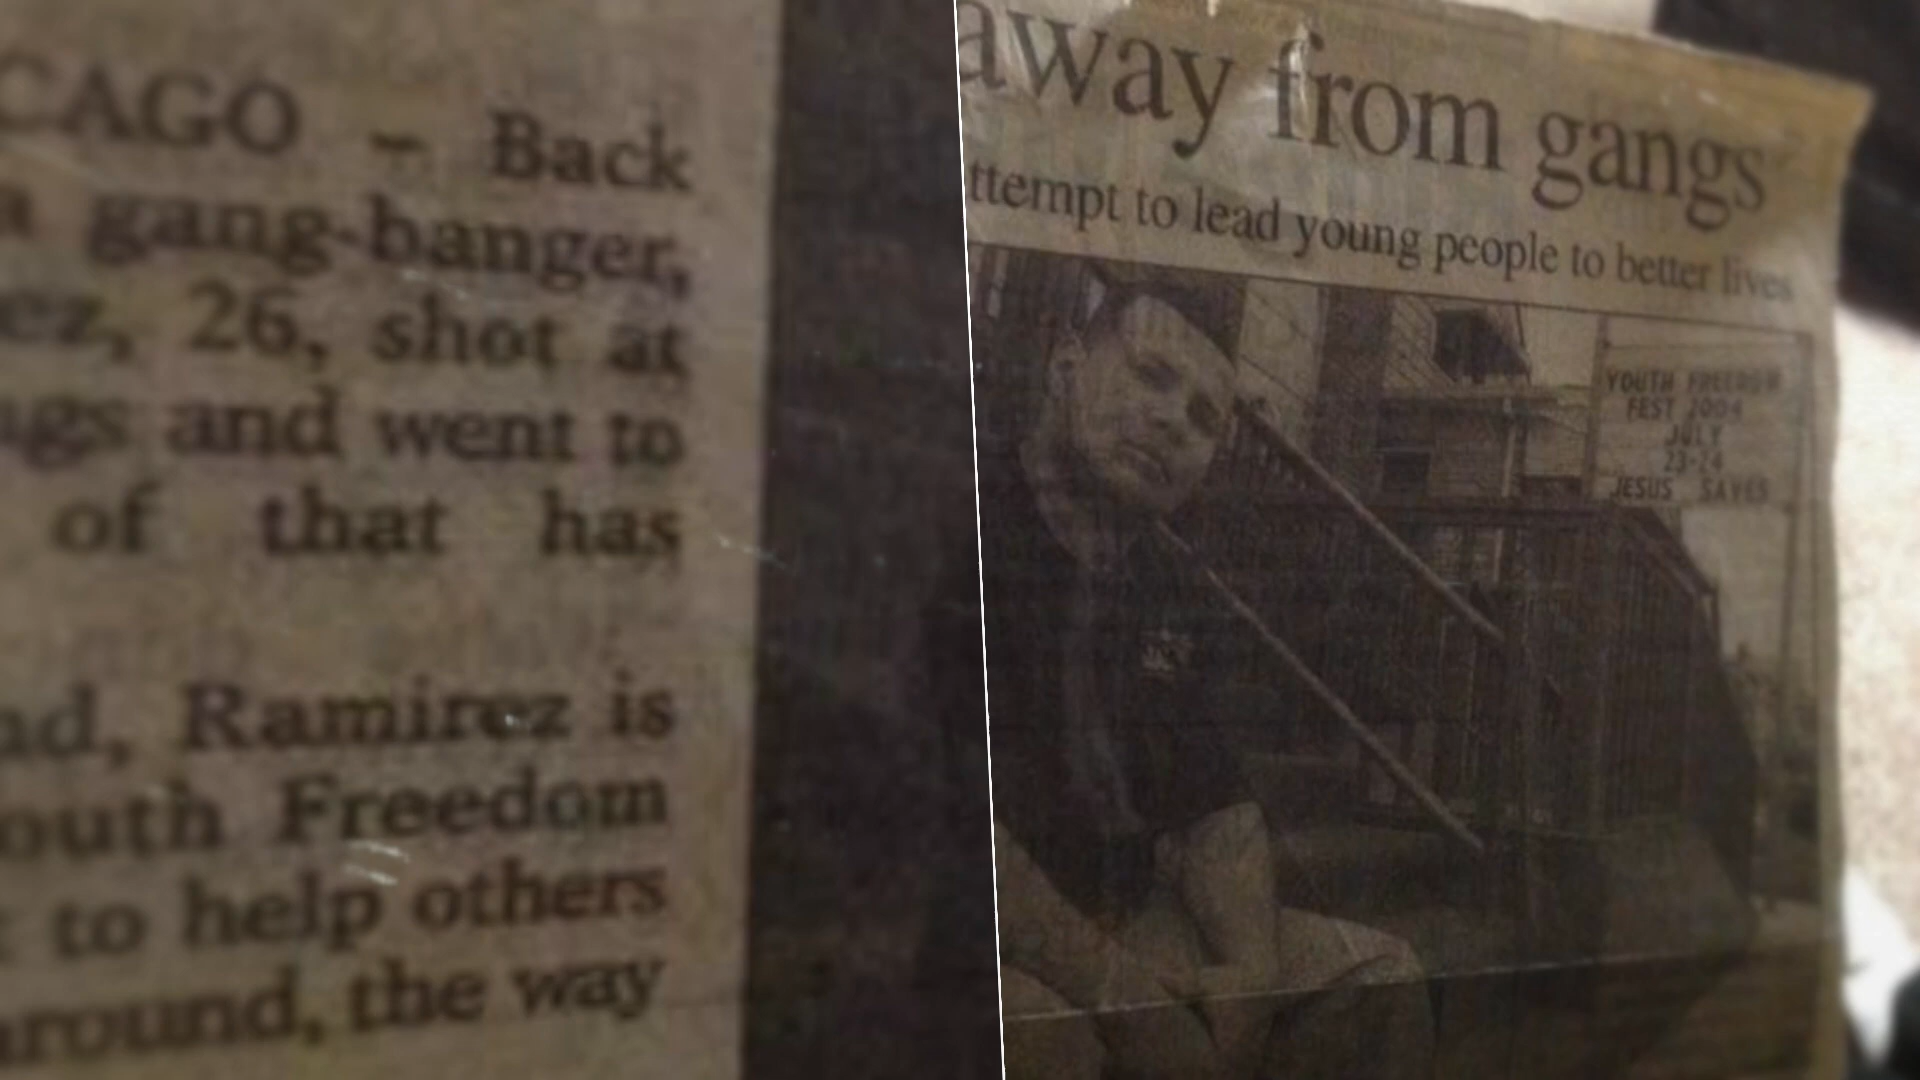 CAGO – Back
a gang-banger,
ez, 26, shot at
ugs and went to
of that has
nd, Ramirez is
outh Freedom
to help others
around, the way
away from gangs
ttempt to lead young people to better lives
YOUTH FREEDOM
FEST 2004
JULY
23-24
JESUS SAVES